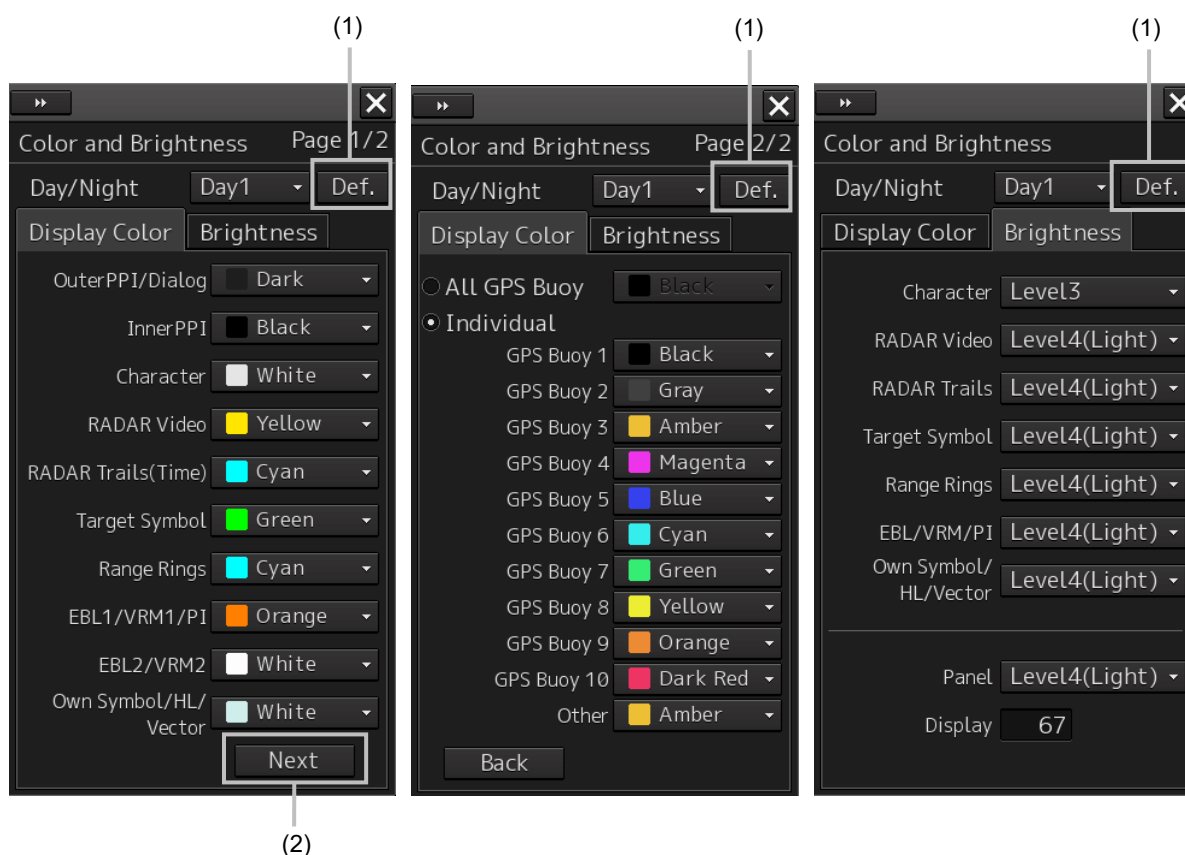 (1)
Color and Brightness Page 1/2
Day/Night Day1 Def.
Display Color Brightness
OuterPPI/Dialog Dark
InnerPPI Black
Character White
RADAR Video Yellow
RADAR Trails(Time) Cyan
Target Symbol Green
Range Rings Cyan
EBL1/VRM1/PI Orange
EBL2/VRM2 White
Own Symbol/HL/
Vector White
Next
(2)
(1)
Color and Brightness Page 2/2
Day/Night Day1 Def.
Display Color Brightness
All GPS Buoy Black
Individual
GPS Buoy 1 Black
GPS Buoy 2 Gray
GPS Buoy 3 Amber
GPS Buoy 4 Magenta
GPS Buoy 5 Blue
GPS Buoy 6 Cyan
GPS Buoy 7 Green
GPS Buoy 8 Yellow
GPS Buoy 9 Orange
GPS Buoy 10 Dark Red
Other Amber
Back
(1)
Color and Brightness
Day/Night Day1 Def.
Display Color Brightness
Character Level3
RADAR Video Level4(Light)
RADAR Trails Level4(Light)
Target Symbol Level4(Light)
Range Rings Level4(Light)
EBL/VRM/PI Level4(Light)
Own Symbol/
HL/Vector Level4(Light)
Panel Level4(Light)
Display 67